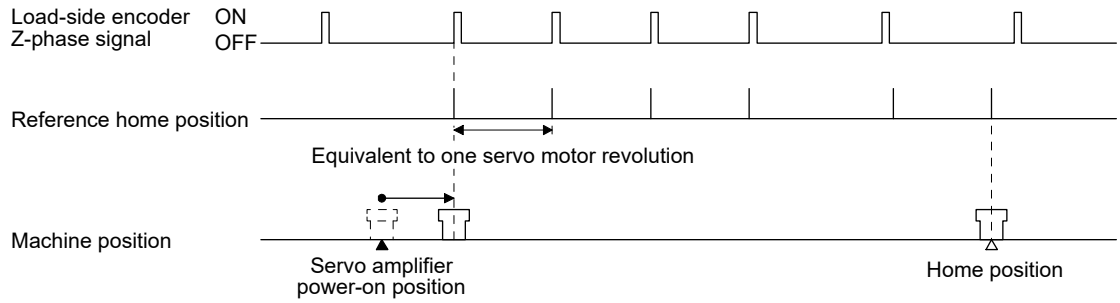 Load-side encoder ON
Z-phase signal OFF
Reference home position
Equivalent to one servo motor revolution
Machine position
Servo amplifier
power-on position
Home position